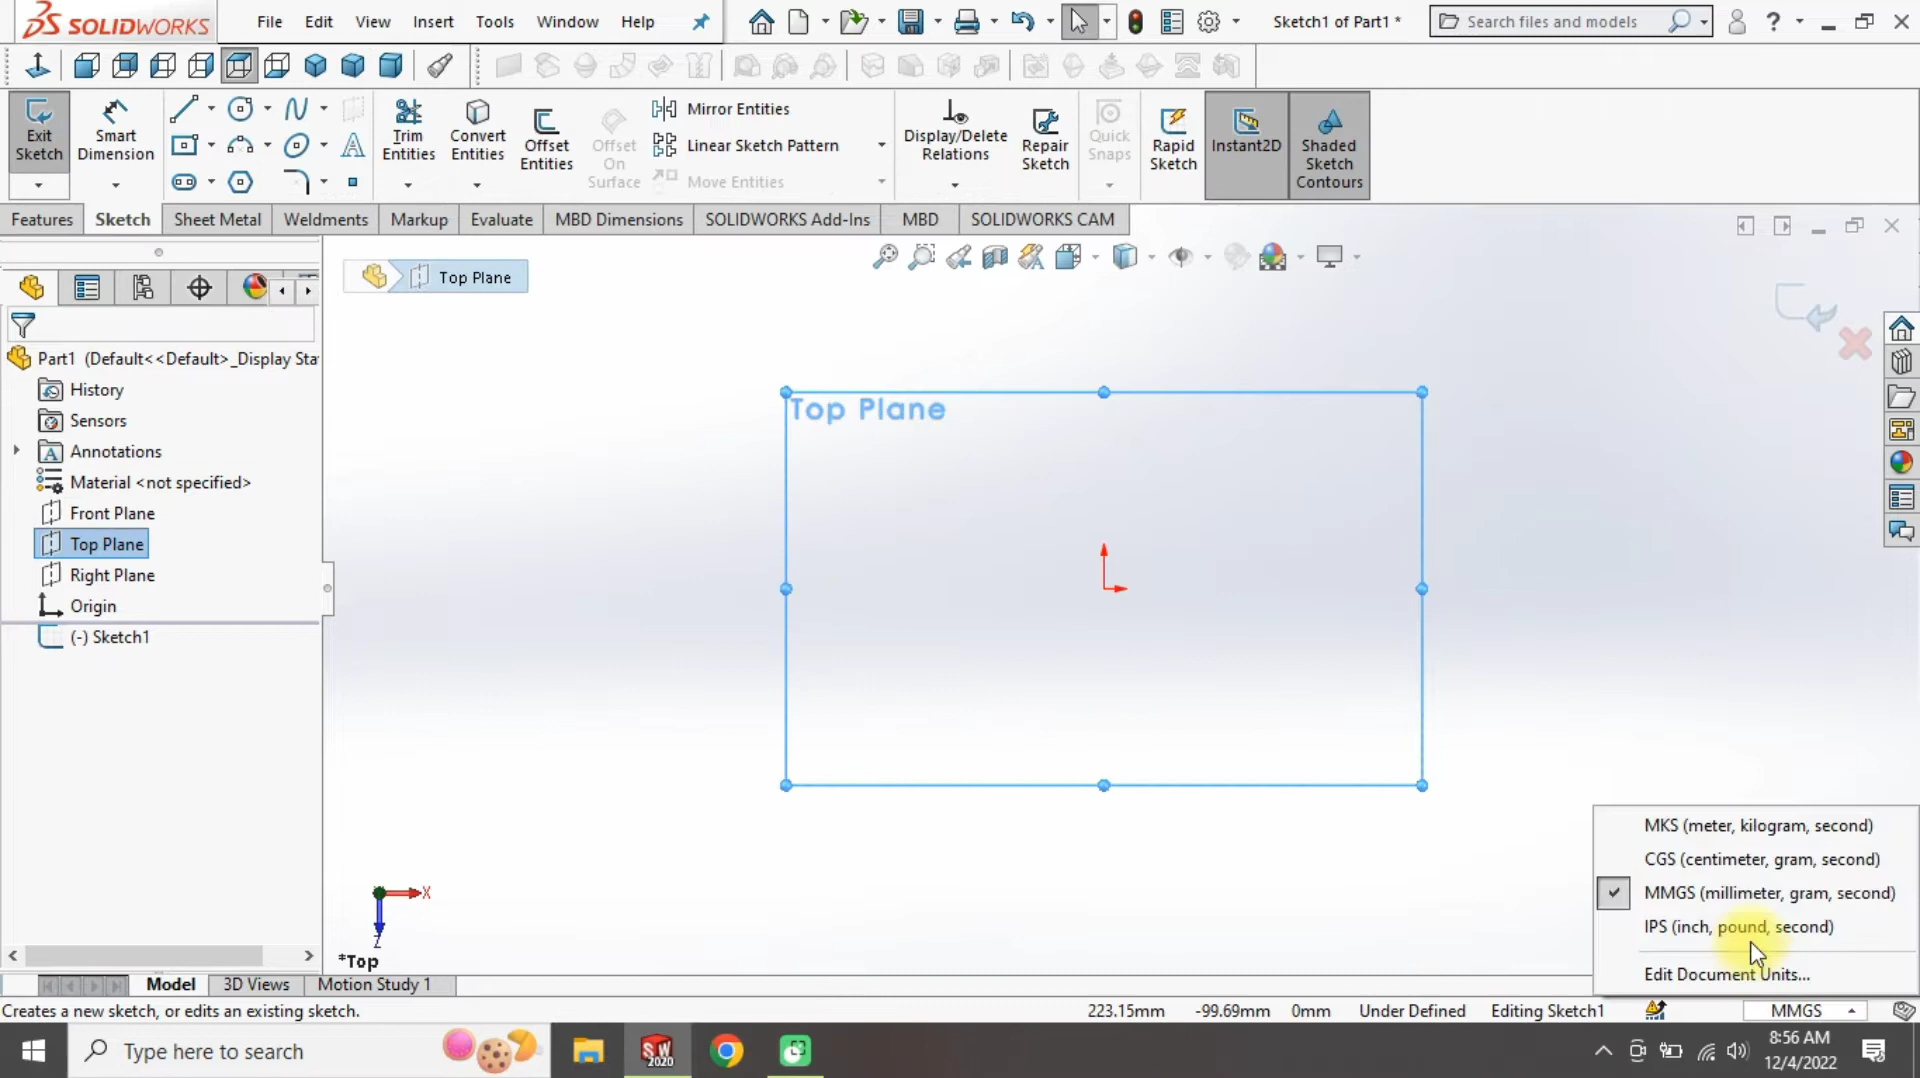 SOLIDWORKS
File Edit View Insert Tools Window Help
Sketch1 of Part1 *
Search files and models
Exit Sketch
Smart Dimension
Trim Entities
Convert Entities
Offset Entities
Offset On Surface
Mirror Entities
Linear Sketch Pattern
Move Entities
Display/Delete Relations
Repair Sketch
Quick Snaps
Rapid Sketch
Instant2D
Shaded Sketch Contours
Features Sketch Sheet Metal Weldments Markup Evaluate MBD Dimensions SOLIDWORKS Add-Ins MBD SOLIDWORKS CAM
Top Plane
Part1 (Default<<Default>_Display Sta
History
Sensors
Annotations
Material <not specified>
Front Plane
Top Plane
Right Plane
Origin
(-) Sketch1
Top Plane
X
Z
*Top
MKS (meter, kilogram, second)
CGS (centimeter, gram, second)
MMGS (millimeter, gram, second)
IPS (inch, pound, second)
Edit Document Units...
Model 3D Views Motion Study 1
Creates a new sketch, or edits an existing sketch.
223.15mm -99.69mm 0mm Under Defined Editing Sketch1 MMGS
Type here to search
SW 2020
8:56 AM
12/4/2022